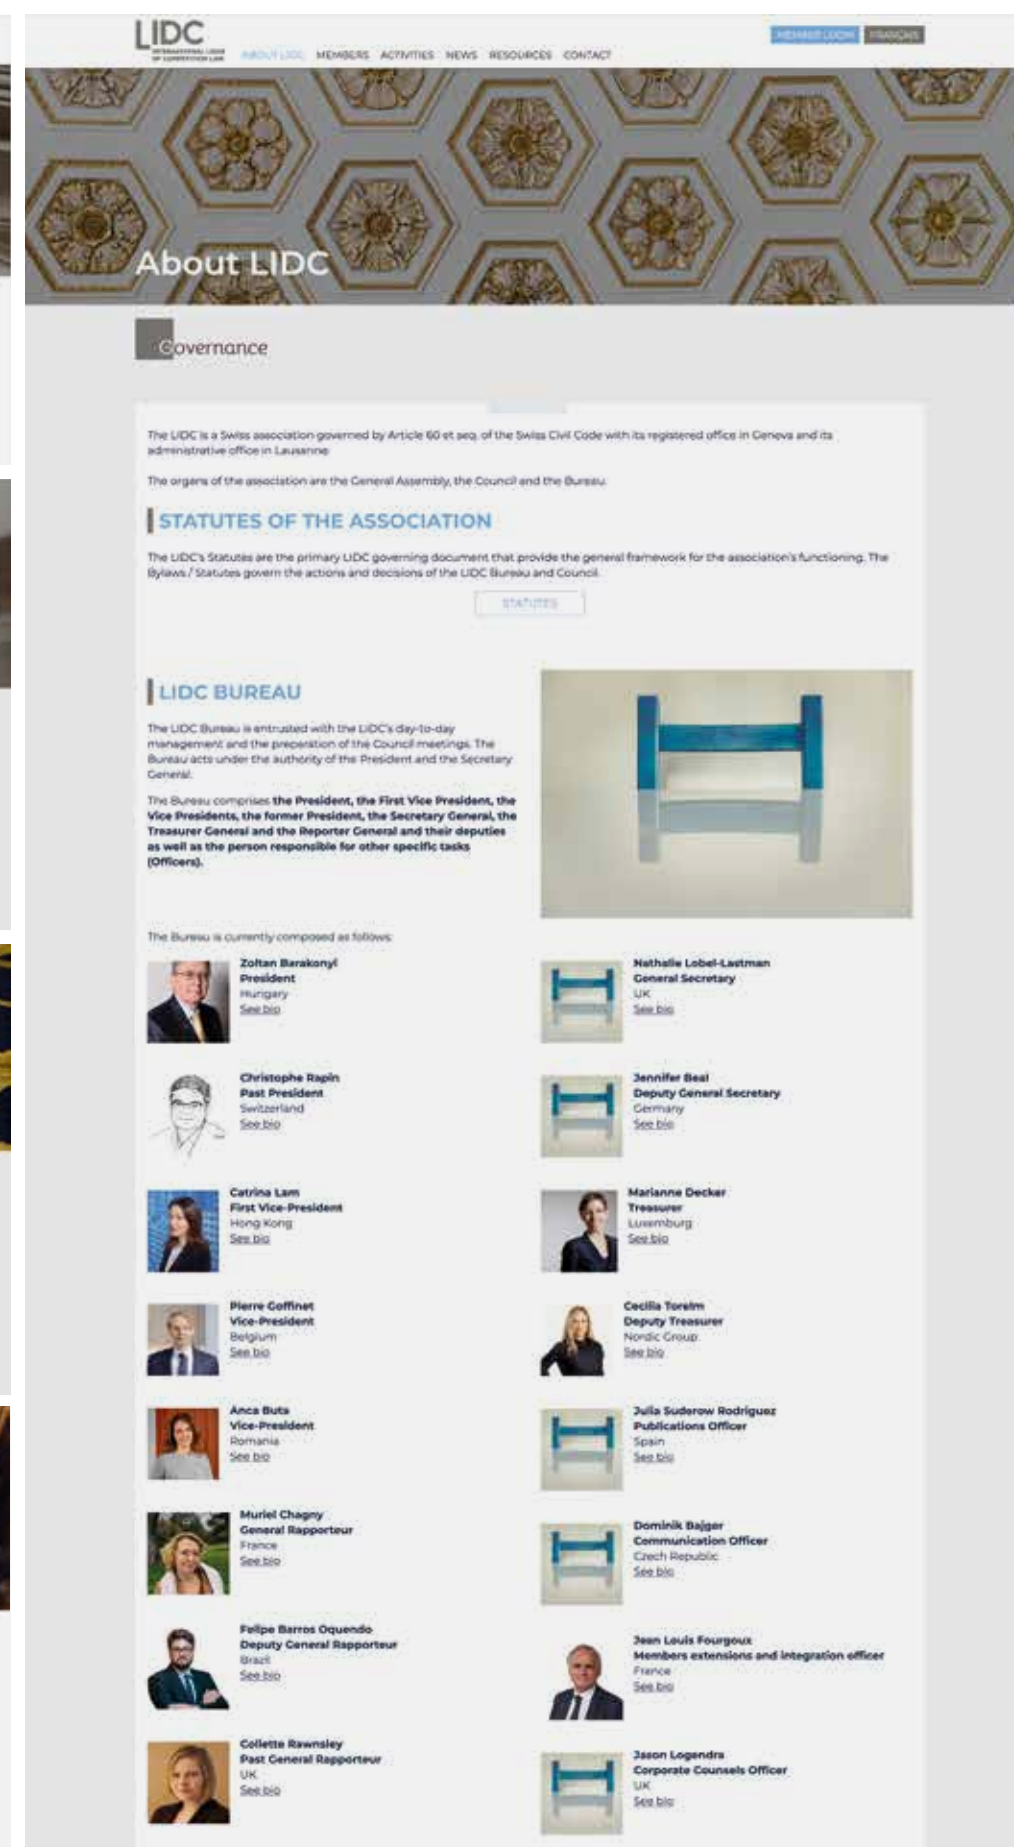 LIDC
INTERNATIONAL LIGUE
OF COMPETITION LAW
ABOUT LIDC MEMBERS ACTIVITIES NEWS RESOURCES CONTACT
MEMBER LOGIN FRANÇAIS
About LIDC
Governance
The LIDC is a Swiss association governed by Article 60 et seq. of the Swiss Civil Code with its registered office in Geneva and its
administrative office in Lausanne
The organs of the association are the General Assembly, the Council and the Bureau.
STATUTES OF THE ASSOCIATION
The LIDC's Statutes are the primary LIDC governing document that provide the general framework for the association's functioning. The
Bylaws / Statutes govern the actions and decisions of the LIDC Bureau and Council.
STATUTES
LIDC BUREAU
The LIDC Bureau is entrusted with the LIDC's day-to-day
management and the preparation of the Council meetings. The
Bureau acts under the authority of the President and the Secretary
General.
The Bureau comprises the President, the First Vice President, the
Vice Presidents, the former President, the Secretary General, the
Treasurer General and the Reporter General and their deputies
as well as the person responsible for other specific tasks
(Officers).
The Bureau is currently composed as follows:
Zoltan Barakonyi
President
Hungary
See bio
Nathalie Lobel-Lastman
General Secretary
UK
See bio
Christophe Rapin
Past President
Switzerland
See bio
Jennifer Beal
Deputy General Secretary
Germany
See bio
Catrina Lam
First Vice-President
Hong Kong
See bio
Marianne Decker
Treasurer
Luxemburg
See bio
Pierre Goffinet
Vice-President
Belgium
See bio
Cecilia Torelm
Deputy Treasurer
Nordic Group
See bio
Anca Buta
Vice-President
Romania
See bio
Julia Suderow Rodriguez
Publications Officer
Spain
See bio
Muriel Chagny
General Rapporteur
France
See bio
Dominik Bajger
Communication Officer
Czech Republic
See bio
Felipe Barros Oquendo
Deputy General Rapporteur
Brazil
See bio
Jean Louis Fourgoux
Members extensions and integration officer
France
See bio
Collette Rawnsley
Past General Rapporteur
UK
See bio
Jason Logendra
Corporate Counsels Officer
UK
See bio